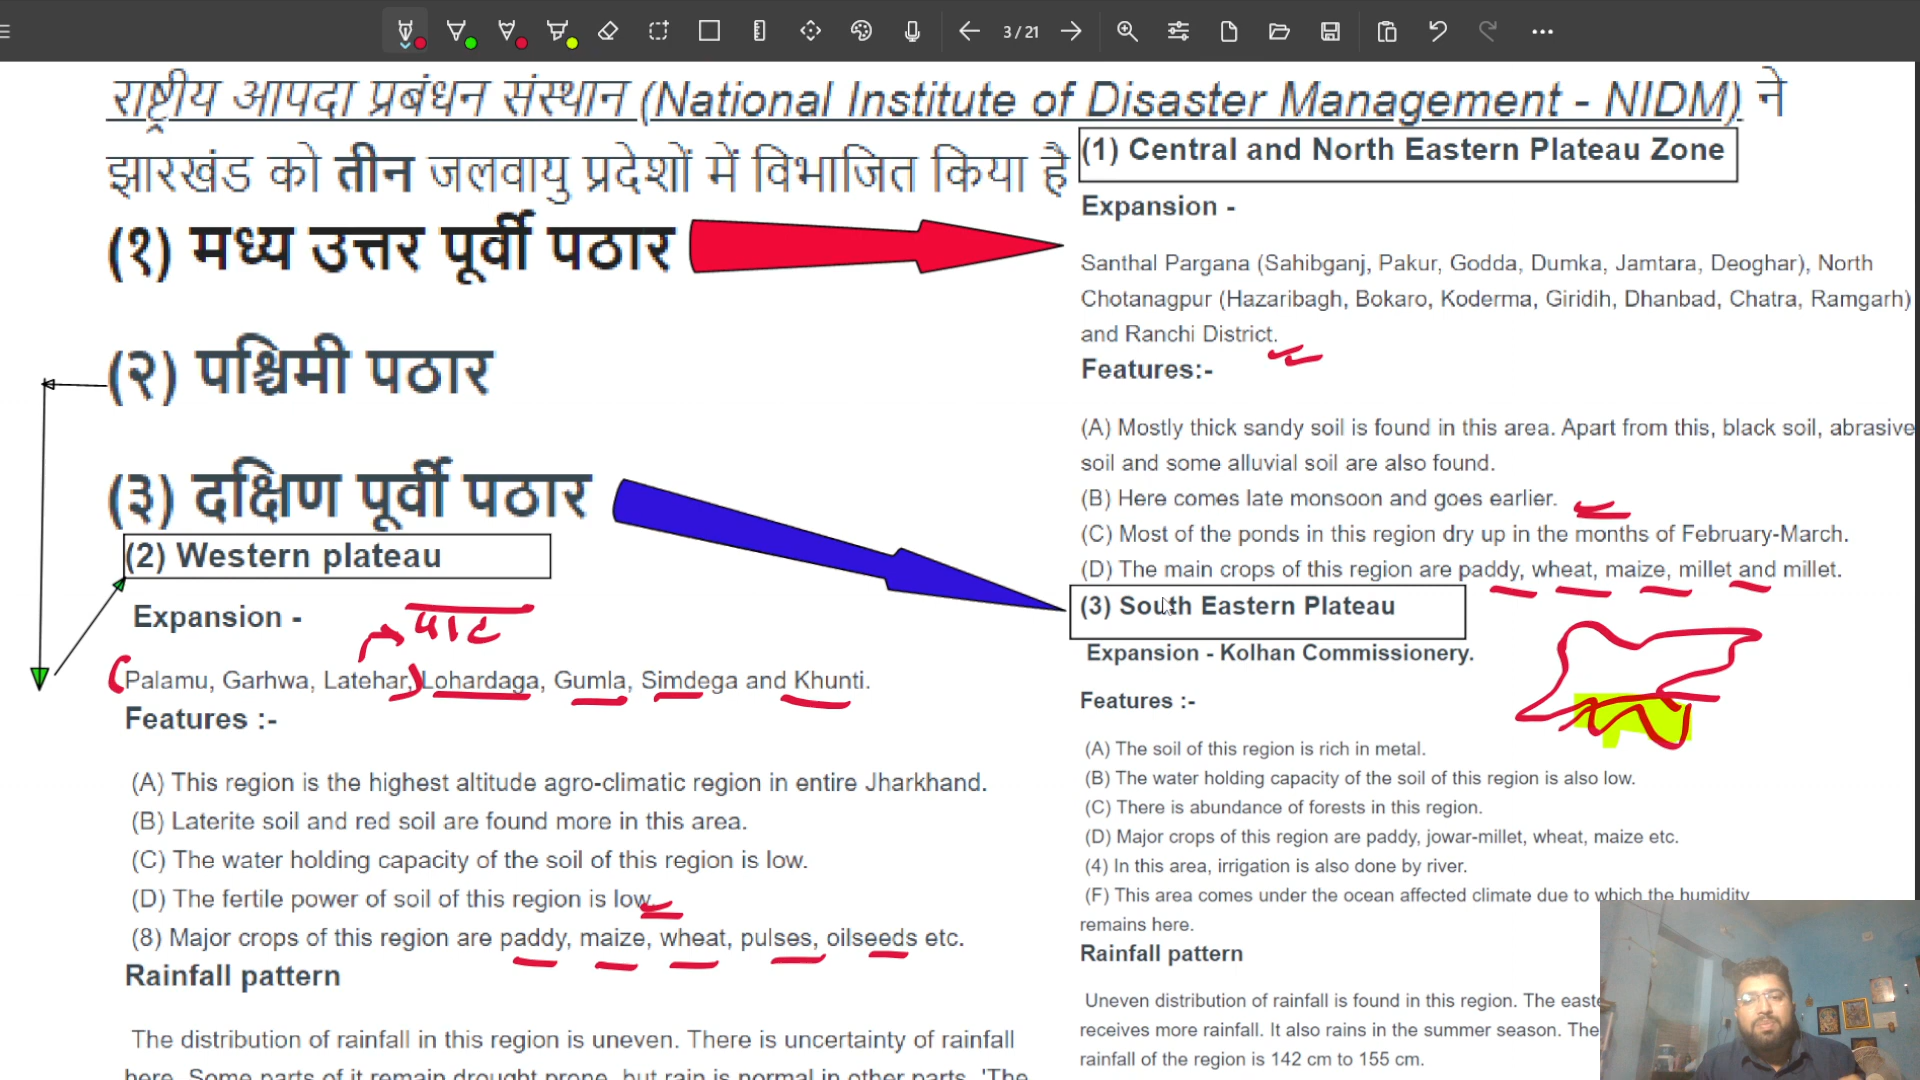 3 / 21
राष्ट्रीय आपदा प्रबंधन संस्थान (National Institute of Disaster Management - NIDM) ने
झारखंड को तीन जलवायु प्रदेशों में विभाजित किया है
(१) मध्य उत्तर पूर्वी पठार
(२) पश्चिमी पठार
(३) दक्षिण पूर्वी पठार
(2) Western plateau
Expansion -
पाट
Palamu, Garhwa, Latehar, Lohardaga, Gumla, Simdega and Khunti.
Features :-
(A) This region is the highest altitude agro-climatic region in entire Jharkhand.
(B) Laterite soil and red soil are found more in this area.
(C) The water holding capacity of the soil of this region is low.
(D) The fertile power of soil of this region is low.
(8) Major crops of this region are paddy, maize, wheat, pulses, oilseeds etc.
Rainfall pattern
The distribution of rainfall in this region is uneven. There is uncertainty of rainfall
here. Some parts of it remain drought prone, but rain is normal in other parts. 'The
(1) Central and North Eastern Plateau Zone
Expansion -
Santhal Pargana (Sahibganj, Pakur, Godda, Dumka, Jamtara, Deoghar), North
Chotanagpur (Hazaribagh, Bokaro, Koderma, Giridih, Dhanbad, Chatra, Ramgarh)
and Ranchi District.
Features:-
(A) Mostly thick sandy soil is found in this area. Apart from this, black soil, abrasive
soil and some alluvial soil are also found.
(B) Here comes late monsoon and goes earlier.
(C) Most of the ponds in this region dry up in the months of February-March.
(D) The main crops of this region are paddy, wheat, maize, millet and millet.
(3) South Eastern Plateau
Expansion - Kolhan Commissionery.
Features :-
(A) The soil of this region is rich in metal.
(B) The water holding capacity of the soil of this region is also low.
(C) There is abundance of forests in this region.
(D) Major crops of this region are paddy, jowar-millet, wheat, maize etc.
(4) In this area, irrigation is also done by river.
(F) This area comes under the ocean affected climate due to which the humidity
remains here.
Rainfall pattern
Uneven distribution of rainfall is found in this region. The easte
receives more rainfall. It also rains in the summer season. The
rainfall of the region is 142 cm to 155 cm.